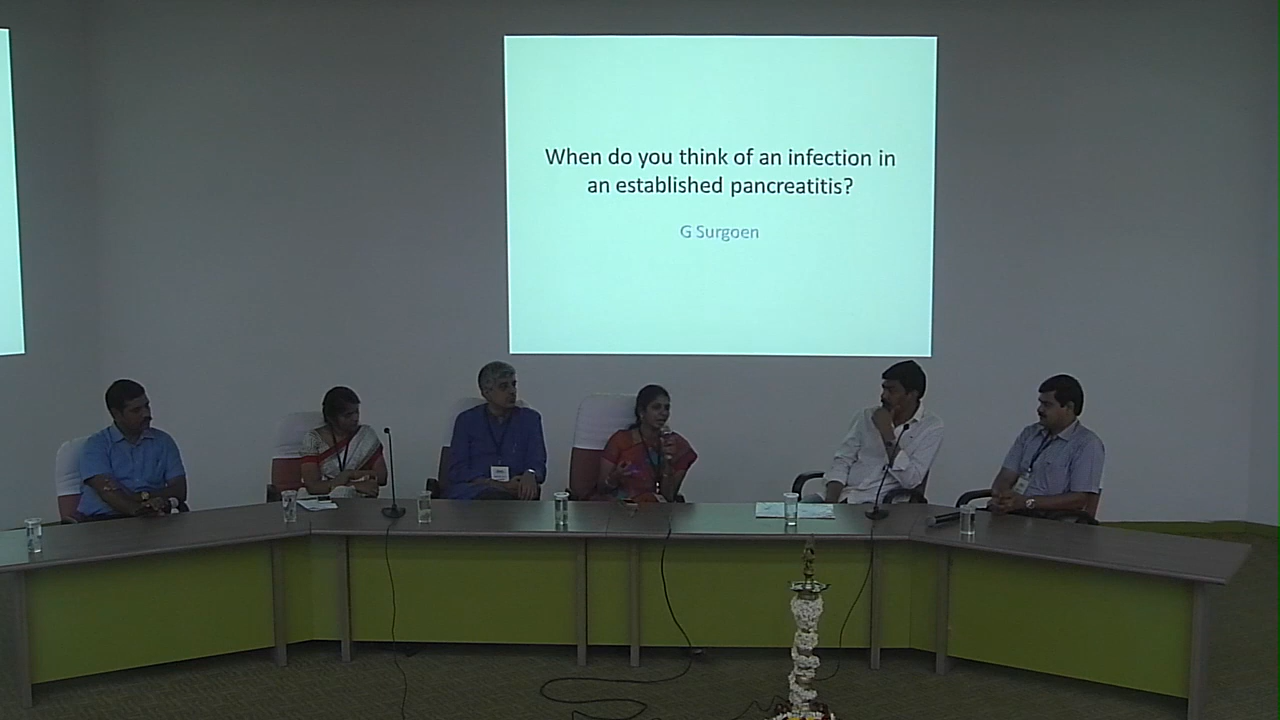 When do you think of an infection in
an established pancreatitis?
G Surgoen